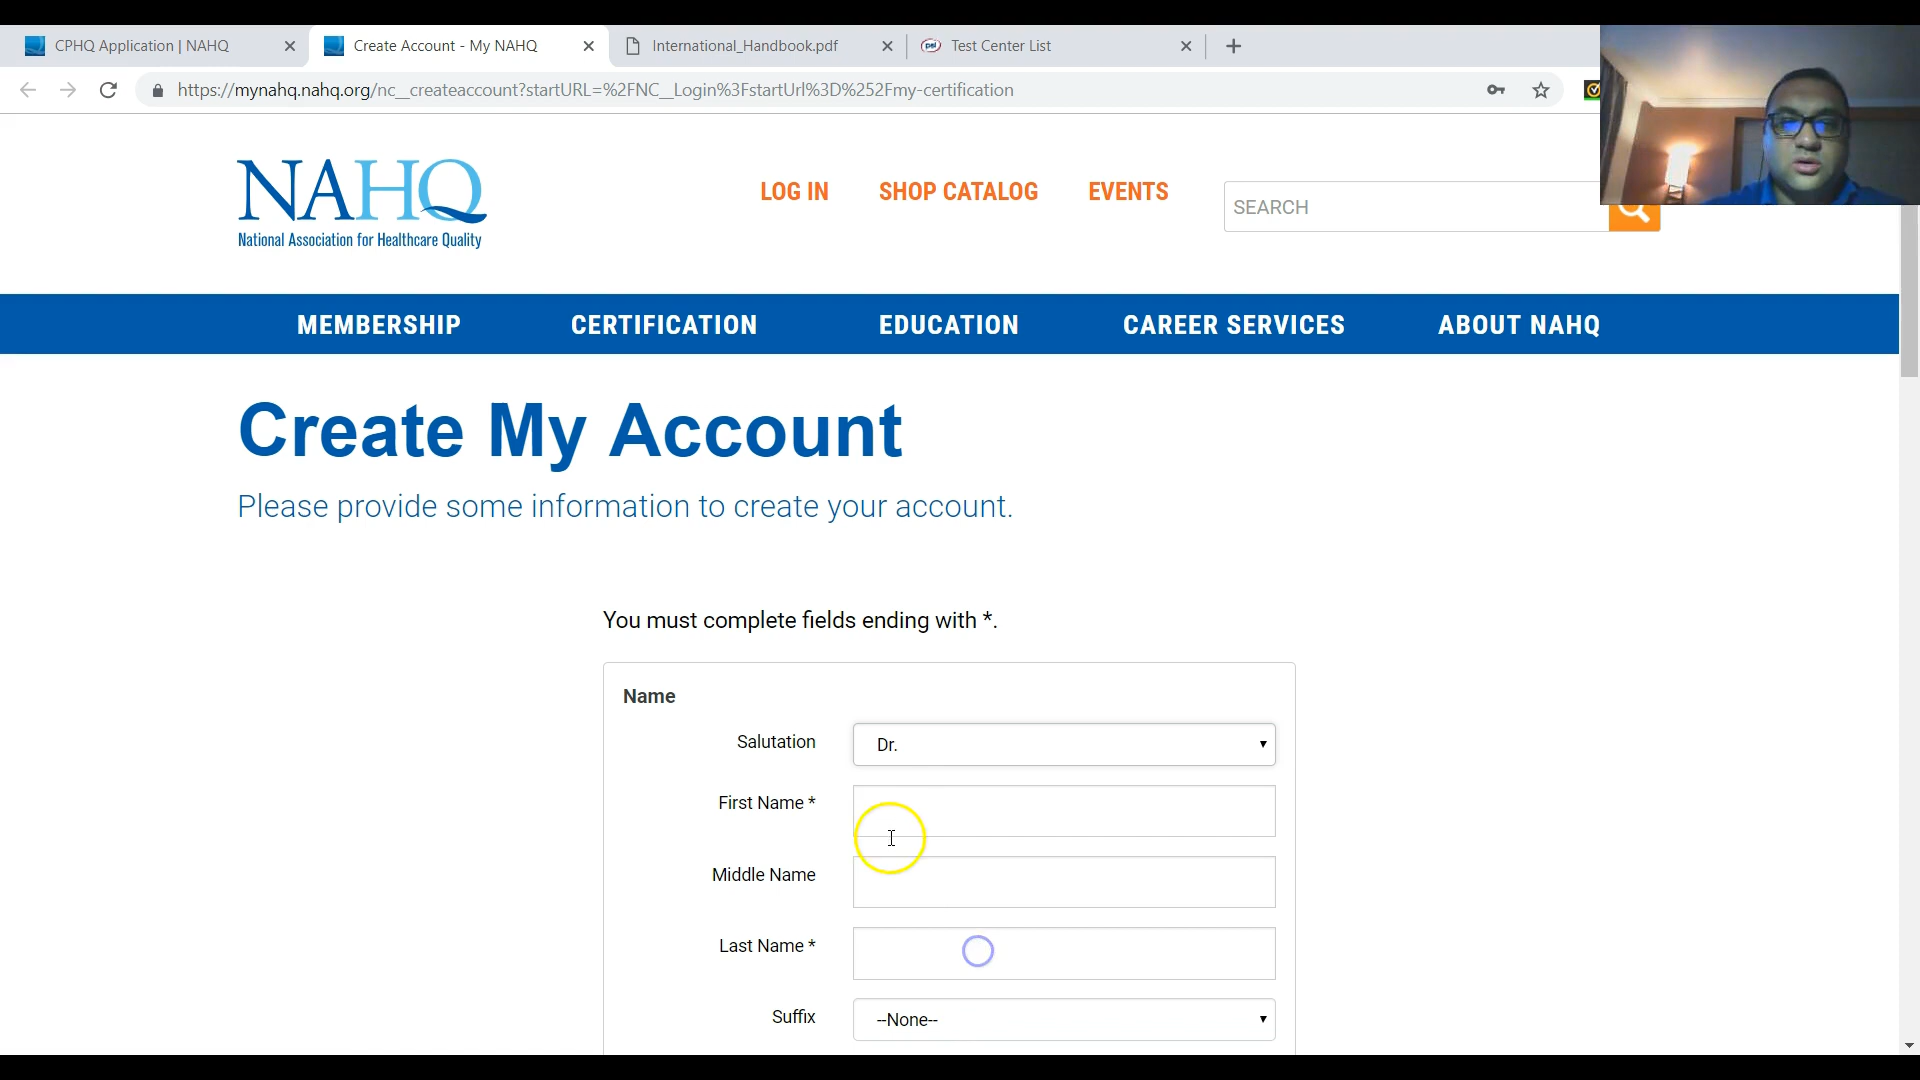 CPHQ Application | NAHQ
Create Account - My NAHQ
International_Handbook.pdf
psi
Test Center List
https://mynahq.nahq.org/nc__createaccount?startURL=%2FNC__Login%3FstartUrl%3D%252Fmy-certification
NAHQ
National Association for Healthcare Quality
LOG IN
SHOP CATALOG
EVENTS
SEARCH
MEMBERSHIP
CERTIFICATION
EDUCATION
CAREER SERVICES
ABOUT NAHQ
Create My Account
Please provide some information to create your account.
You must complete fields ending with *.
Name
Salutation
Dr.
First Name *
Middle Name
Last Name *
Suffix
--None--